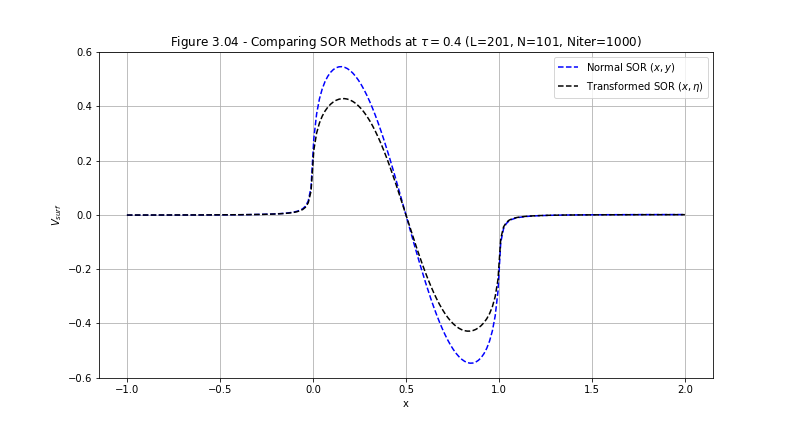 Figure 3.04 - Comparing SOR Methods at τ = 0.4 (L=201, N=101, Niter=1000)
Normal SOR (x, y)
Transformed SOR (x, η)
0.6
0.4
0.2
0.0
−0.2
−0.4
−0.6
V_surf
−1.0 −0.5 0.0 0.5 1.0 1.5 2.0
x